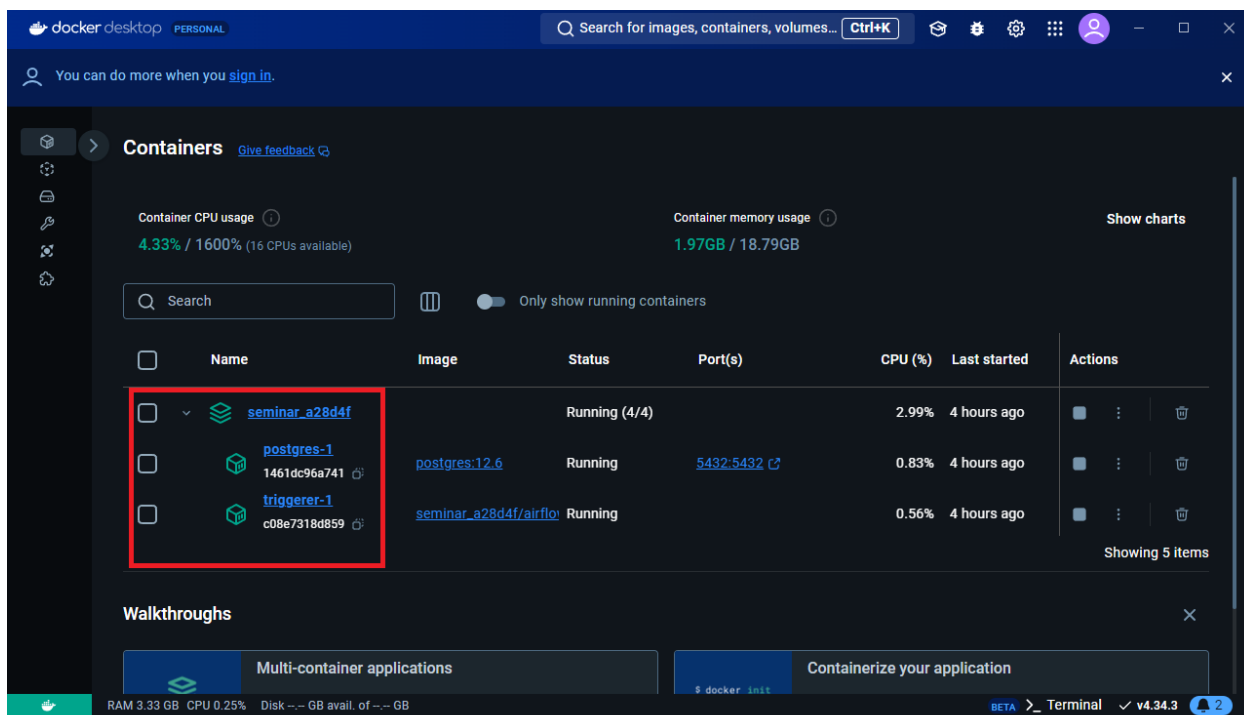 docker desktop PERSONAL Search for images, containers, volumes... Ctrl+K
You can do more when you sign in.
Containers Give feedback
Container CPU usage Container memory usage Show charts
4.33% / 1600% (16 CPUs available) 1.97GB / 18.79GB
Search Only show running containers
Name Image Status Port(s) CPU (%) Last started Actions
seminar_a28d4f Running (4/4) 2.99% 4 hours ago
postgres-1
1461dc96a741 postgres:12.6 Running 5432:5432 0.83% 4 hours ago
triggerer-1
c08e7318d859 seminar_a28d4f/airflo Running 0.56% 4 hours ago
Showing 5 items
Walkthroughs
Multi-container applications Containerize your application
$ docker init
RAM 3.33 GB CPU 0.25% Disk --.-- GB avail. of --.-- GB BETA >_ Terminal v4.34.3 2